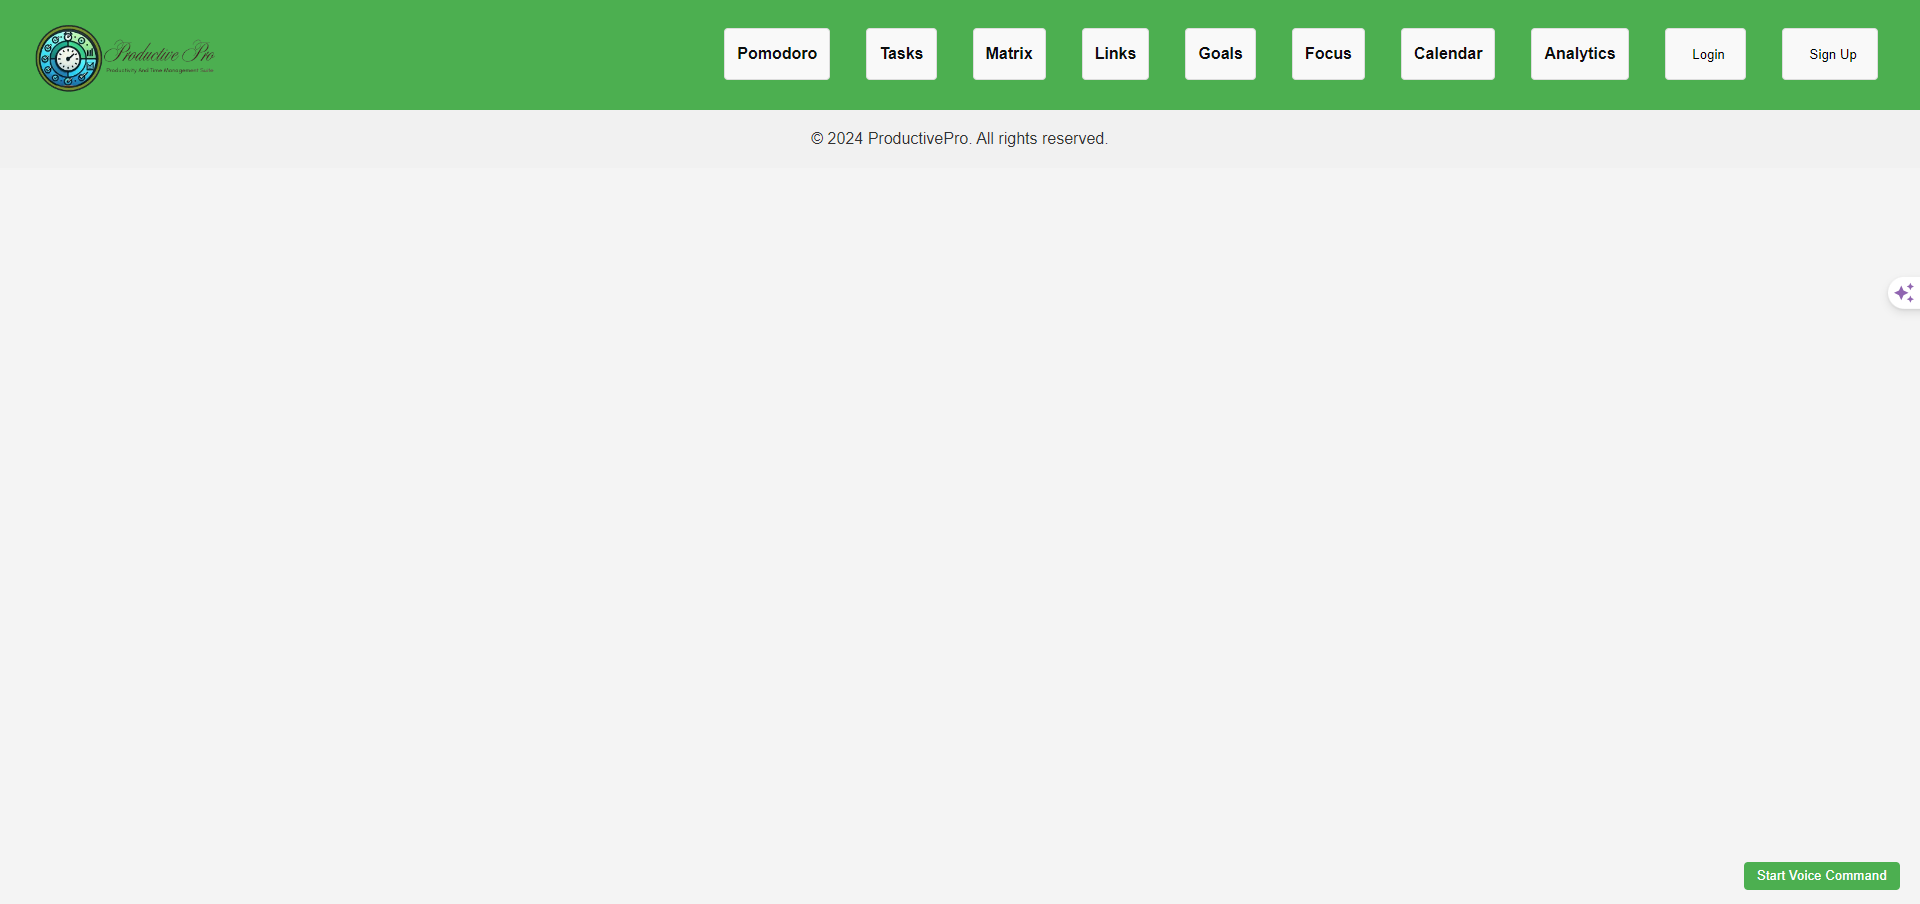 Productive Pro
Productivity And Time Management Suite
Pomodoro
Tasks
Matrix
Links
Goals
Focus
Calendar
Analytics
Login
Sign Up
© 2024 ProductivePro. All rights reserved.
Start Voice Command